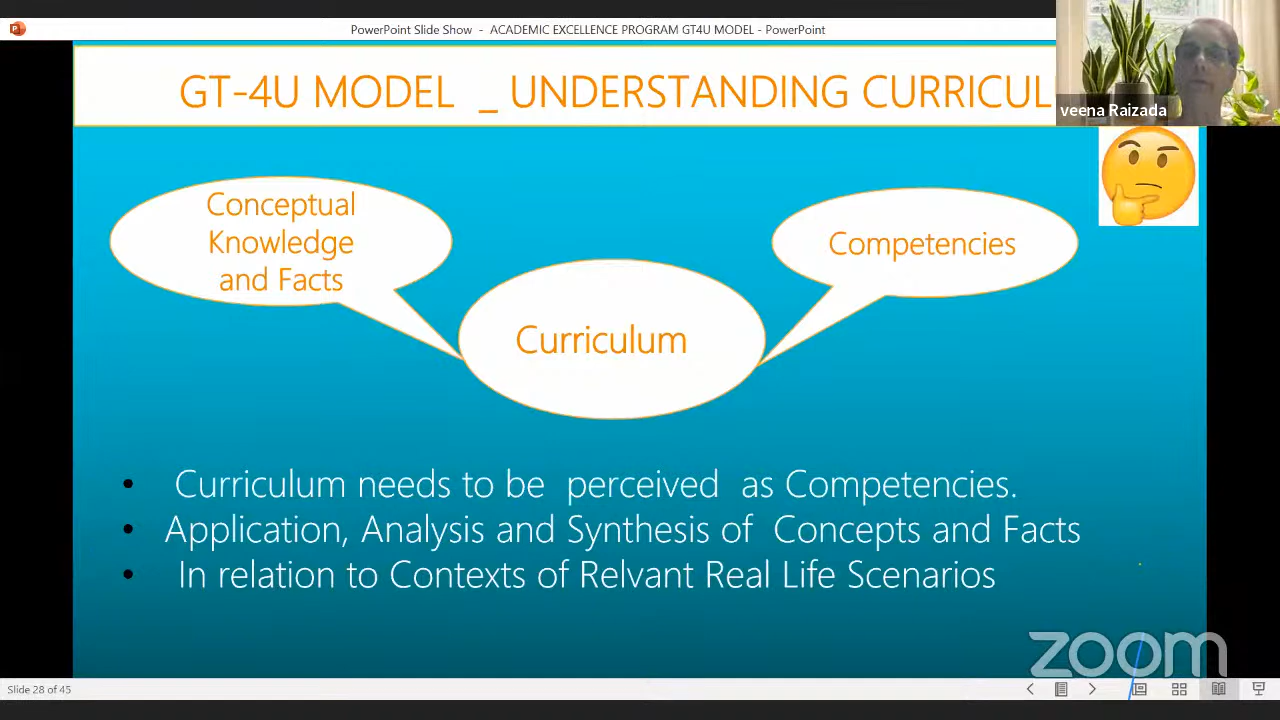 PowerPoint Slide Show - ACADEMIC EXCELLENCE PROGRAM GT4U MODEL - PowerPoint
GT-4U MODEL _ UNDERSTANDING CURRICUL
veena Raizada
Conceptual
Knowledge
and Facts
Competencies
Curriculum
• Curriculum needs to be perceived as Competencies.
• Application, Analysis and Synthesis of Concepts and Facts
• In relation to Contexts of Relvant Real Life Scenarios
zoom
Slide 28 of 45